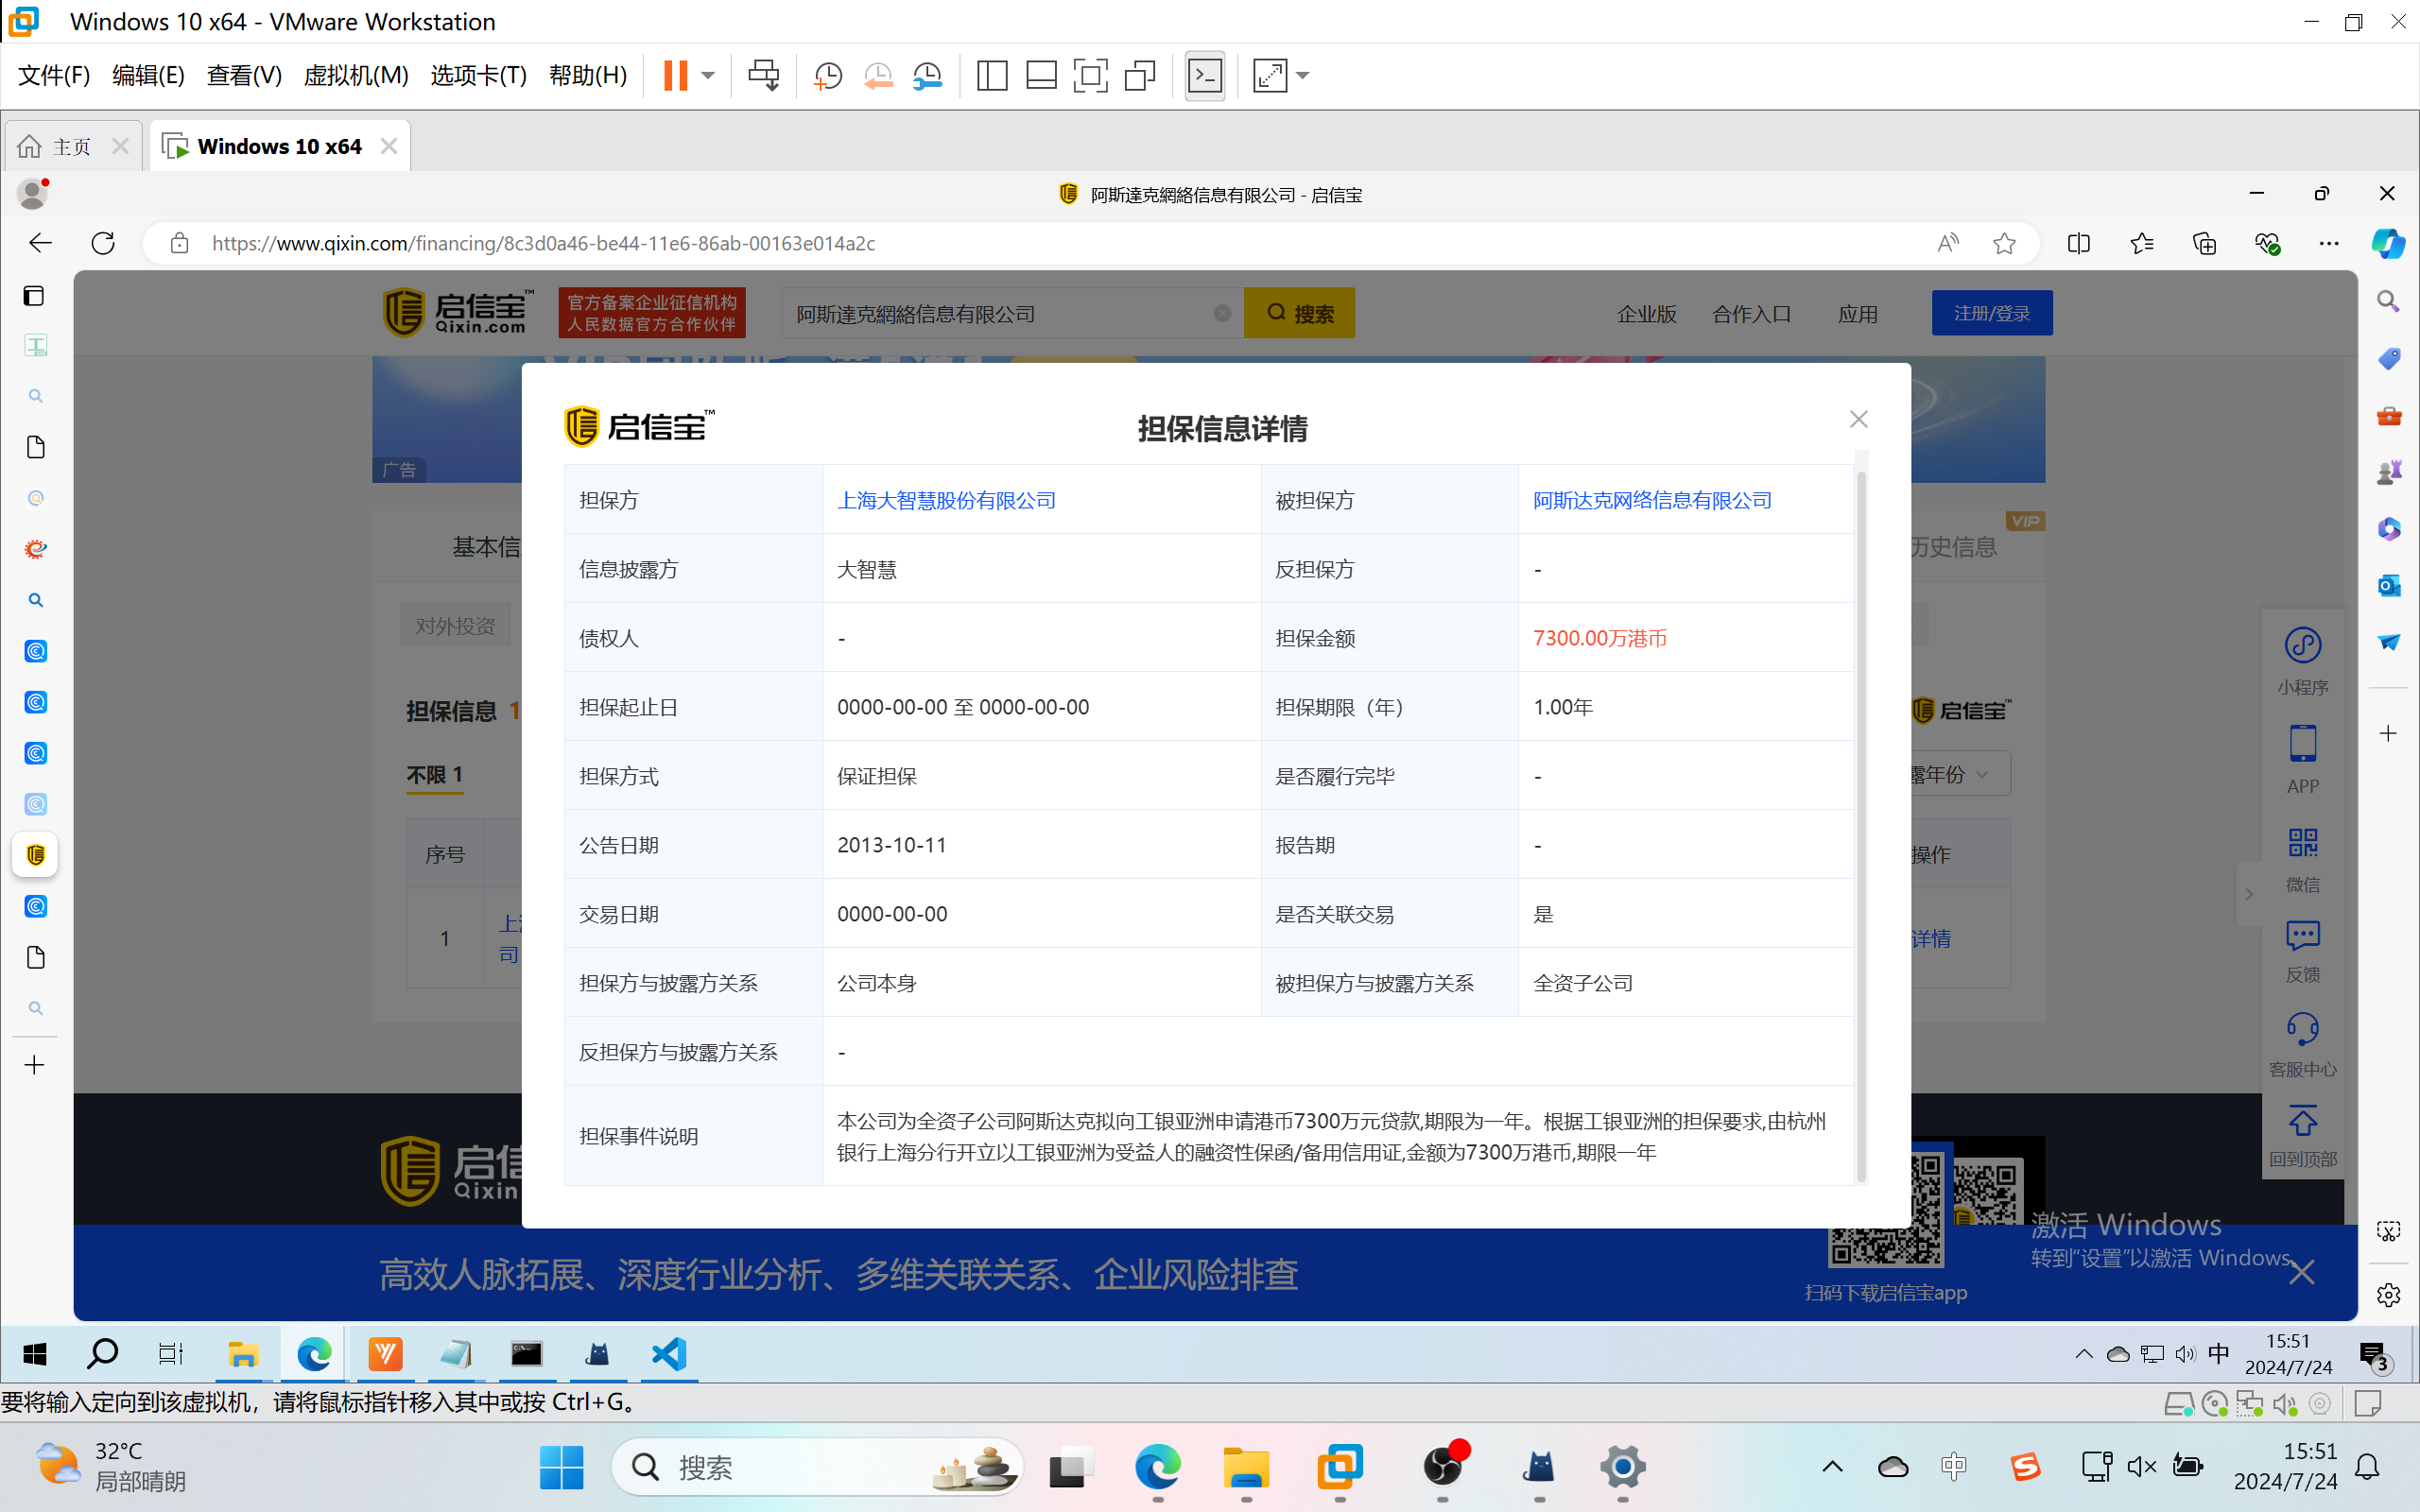 Windows 10 x64 - VMware Workstation
文件(F) 编辑(E) 查看(V) 虚拟机(M) 选项卡(T) 帮助(H)
主页
Windows 10 x64
阿斯達克網絡信息有限公司 - 启信宝
https://www.qixin.com/financing/8c3d0a46-be44-11e6-86ab-00163e014a2c
启信宝™
Qixin.com
官方备案企业征信机构
人民数据官方合作伙伴
阿斯達克網絡信息有限公司
搜索
企业版
合作入口
应用
注册/登录
广告
启信宝™
担保信息详情
担保方 上海大智慧股份有限公司 被担保方 阿斯达克网络信息有限公司
信息披露方 大智慧 反担保方 -
债权人 - 担保金额 7300.00万港币
担保起止日 0000-00-00 至 0000-00-00 担保期限（年） 1.00年
担保方式 保证担保 是否履行完毕 -
公告日期 2013-10-11 报告期 -
交易日期 0000-00-00 是否关联交易 是
担保方与披露方关系 公司本身 被担保方与披露方关系 全资子公司
反担保方与披露方关系 -
担保事件说明
本公司为全资子公司阿斯达克拟向工银亚洲申请港币7300万元贷款,期限为一年。根据工银亚洲的担保要求,由杭州
银行上海分行开立以工银亚洲为受益人的融资性保函/备用信用证,金额为7300万港币,期限一年
基本信
VIP
历史信息
对外投资
担保信息 1
启信宝™
不限 1
露年份
序号
操作
1
上
司
详情
小程序
APP
微信
反馈
客服中心
回到顶部
启信
Qixin
高效人脉拓展、深度行业分析、多维关联关系、企业风险排查
扫码下载启信宝app
激活 Windows
转到"设置"以激活 Windows。
中
15:51
2024/7/24
3
要将输入定向到该虚拟机，请将鼠标指针移入其中或按 Ctrl+G。
32°C
局部晴朗
搜索
中
15:51
2024/7/24